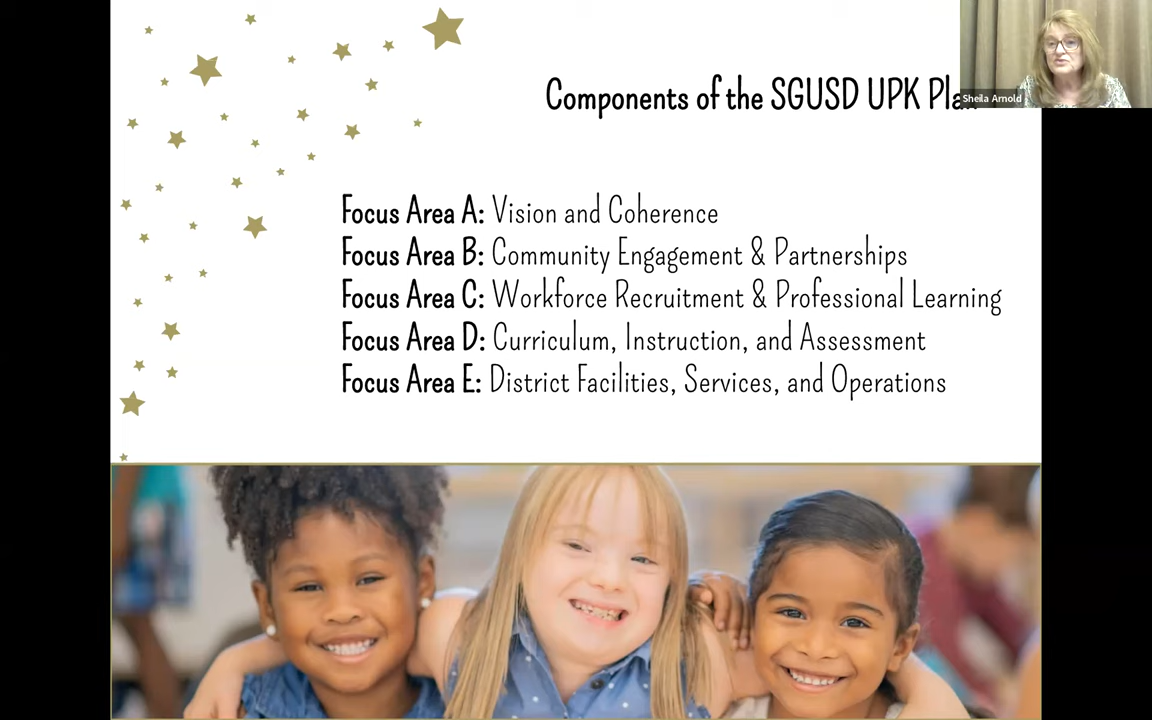 Components of the SGUSD UPK Pla
Sheila Arnold
Focus Area A: Vision and Coherence
Focus Area B: Community Engagement & Partnerships
Focus Area C: Workforce Recruitment & Professional Learning
Focus Area D: Curriculum, Instruction, and Assessment
Focus Area E: District Facilities, Services, and Operations